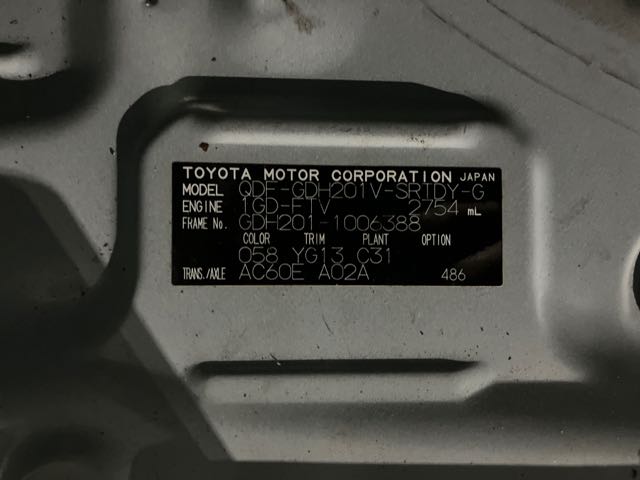 TOYOTA MOTOR CORPORATION JAPAN
MODEL QDF-GDH201V-SRTDY-G
ENGINE 1GD-FTV 2754 mL
FRAME No. GDH201-1006388
COLOR TRIM PLANT OPTION
058 YG13 C31
TRANS./AXLE AC60E A02A 486